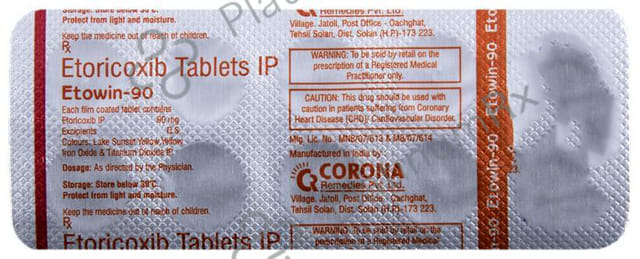 Storage: Store below 30°C.
Protect from light and moisture.
Keep the medicine out of reach of children.
Rx
Etoricoxib Tablets IP
Etowin-90
Each film coated tablet contains
Etoricoxib IP 90 mg
Excipients q.s.
Colours: Lake Sunset Yellow, Yellow
Iron Oxide & Titanium Dioxide IP
Dosage: As directed by the Physician.
Storage: Store below 30°C.
Protect from light and moisture.
Keep the medicine out of reach of children.
Rx
Etoricoxib Tablets IP
CORONA
Remedies Pvt. Ltd.
Village. Jatoli, Post Office - Oachghat,
Tehsil Solan, Dist. Solan (H.P)-173 223.
WARNING: To be sold by retail on the
prescription of a Registered Medical
Practitioner only.
CAUTION: This drug should be used with
caution in patients suffering from Coronary
Heart Disease (CHD)/ Cardiovascular Disorder.
Mfg. Lic. No.: MNB/07/613 & MB/07/614
Manufactured in India by:
CR CORONA
Remedies Pvt. Ltd.
Village. Jatoli, Post Office - Oachghat,
Tehsil Solan, Dist. Solan (H.P)-173 223.
WARNING: To be sold by retail on the
prescription of a Registered Medical
Etowin-90
Etowin-90